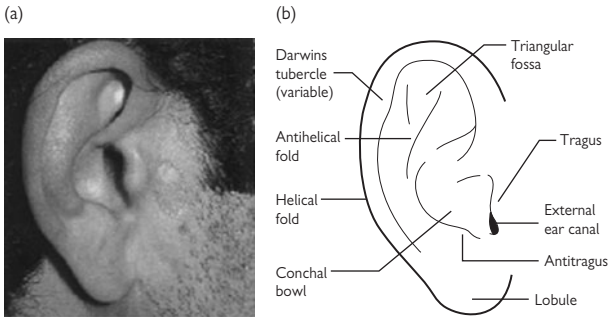 (a)
(b)
Darwins
tubercle
(variable)
Triangular
fossa
Antihelical
fold
Tragus
Helical
fold
External
ear canal
Conchal
bowl
Antitragus
Lobule